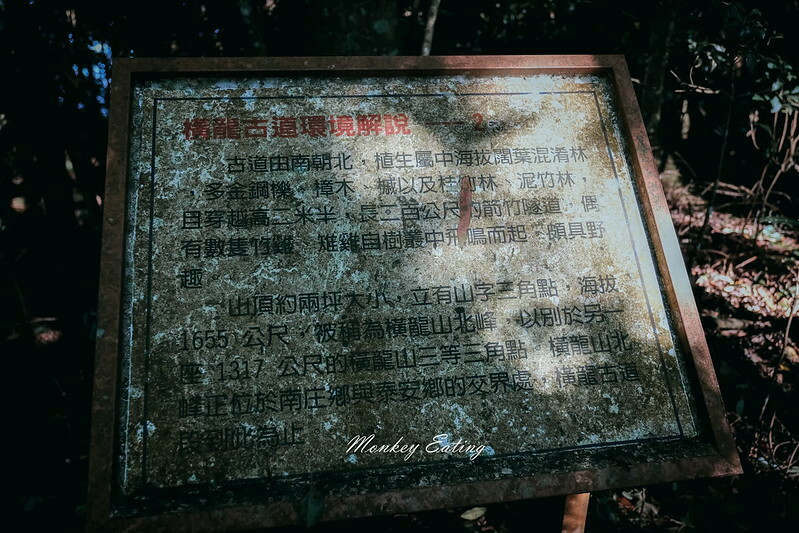 橫龍古道環境解說 —— 2
古道由南朝北，植生屬中海拔闊葉混淆林
，多金鋼櫟、樟木、槭以及桂竹林、泥竹林，
且穿越高二米半、長二百公尺的箭竹隧道，偶
有數隻竹雞、雉雞自樹叢中飛鳴而起，頗具野
趣。
山頂約兩坪大小，立有山字三角點，海拔
1655 公尺，被稱為橫龍山北峰，以別於另一
座 1317 公尺的橫龍山三等三角點，橫龍山北
峰正位於南庄鄉與泰安鄉的交界處，橫龍古道
段到此為止
Monkey Eating